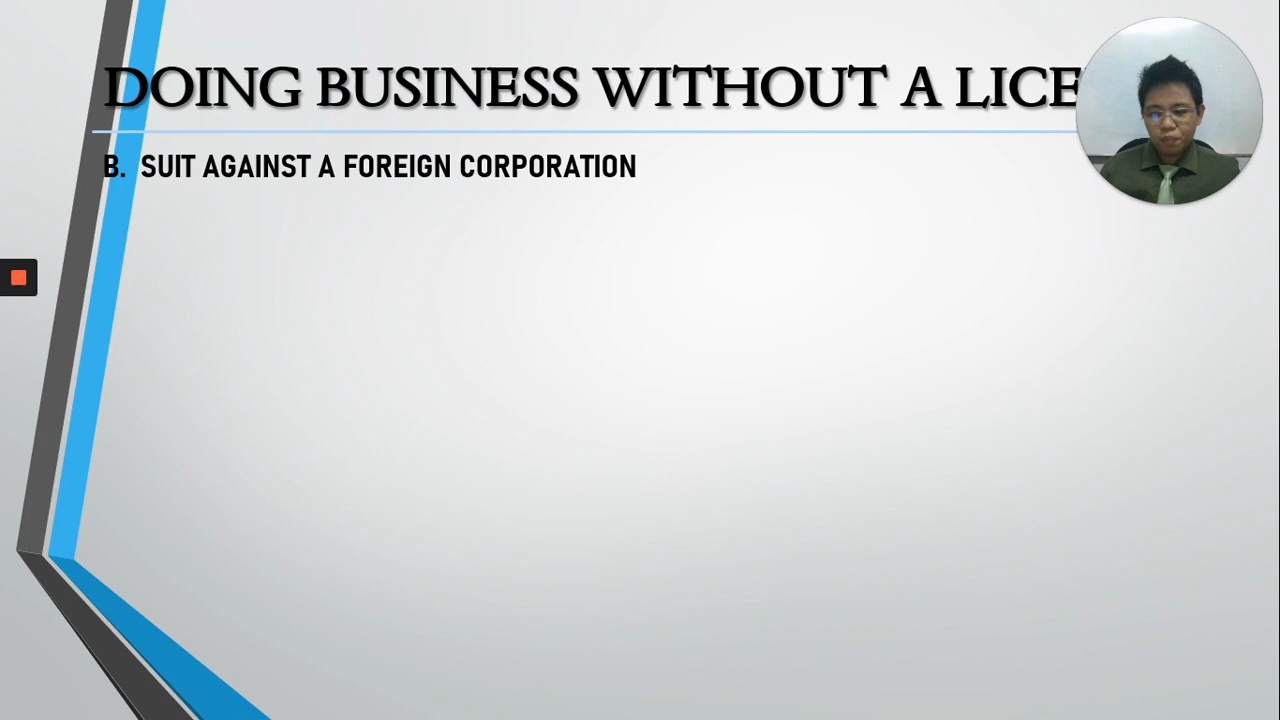 DOING BUSINESS WITHOUT A LICE
B. SUIT AGAINST A FOREIGN CORPORATION